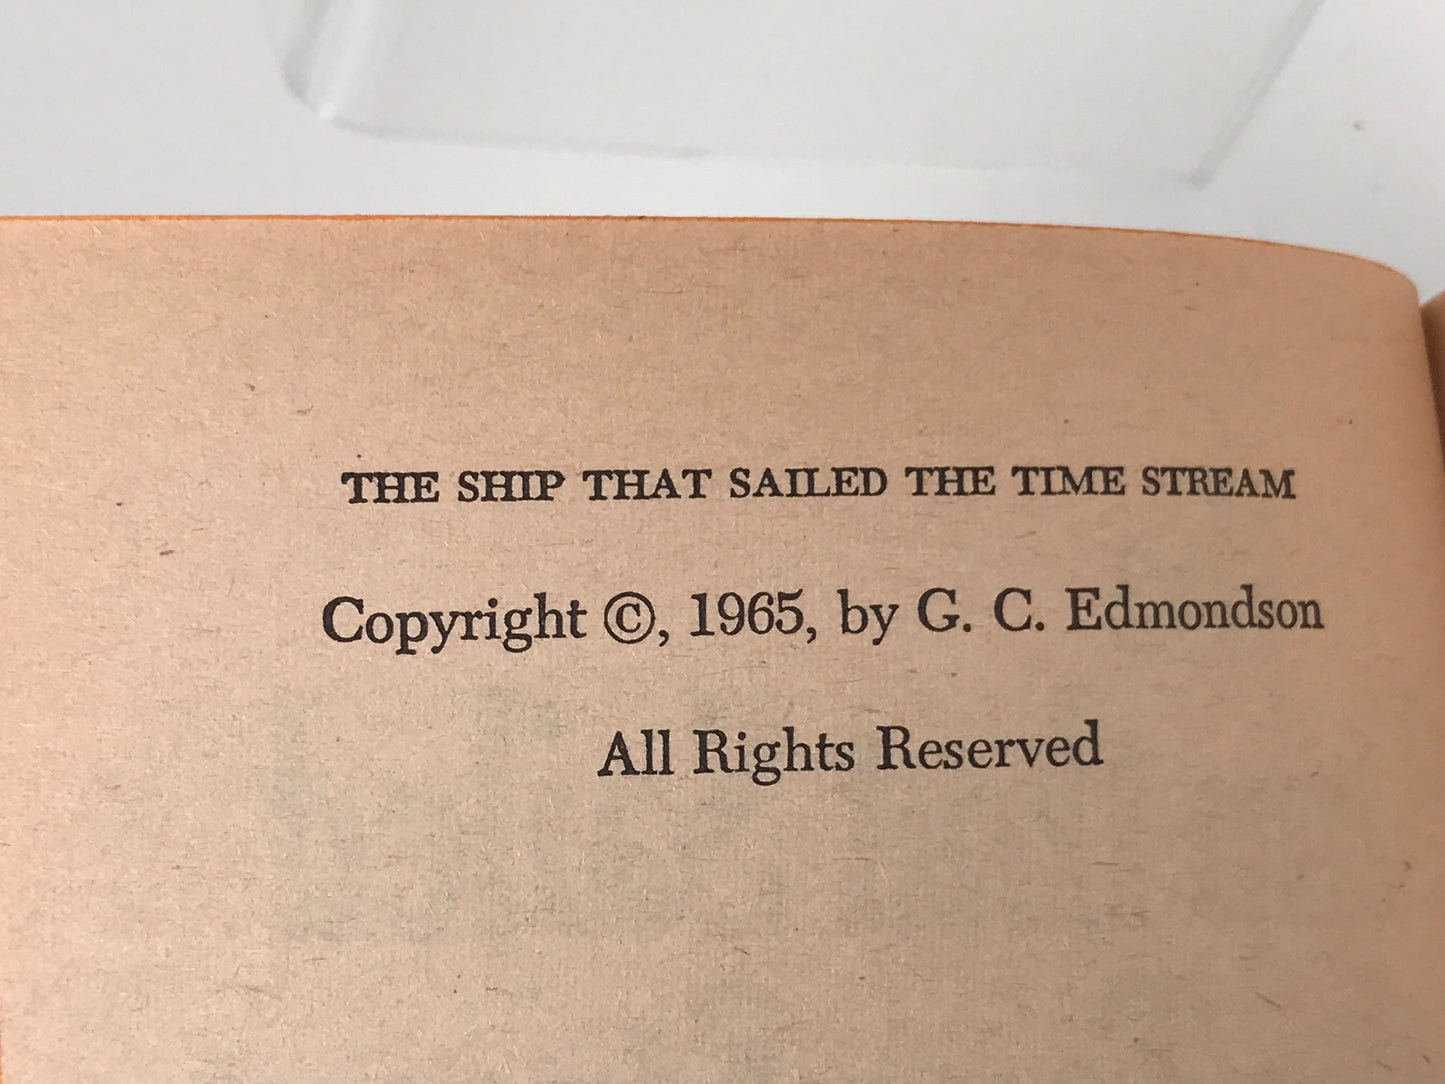 THE SHIP THAT SAILED THE TIME STREAM
Copyright ©, 1965, by G. C. Edmondson
All Rights Reserved